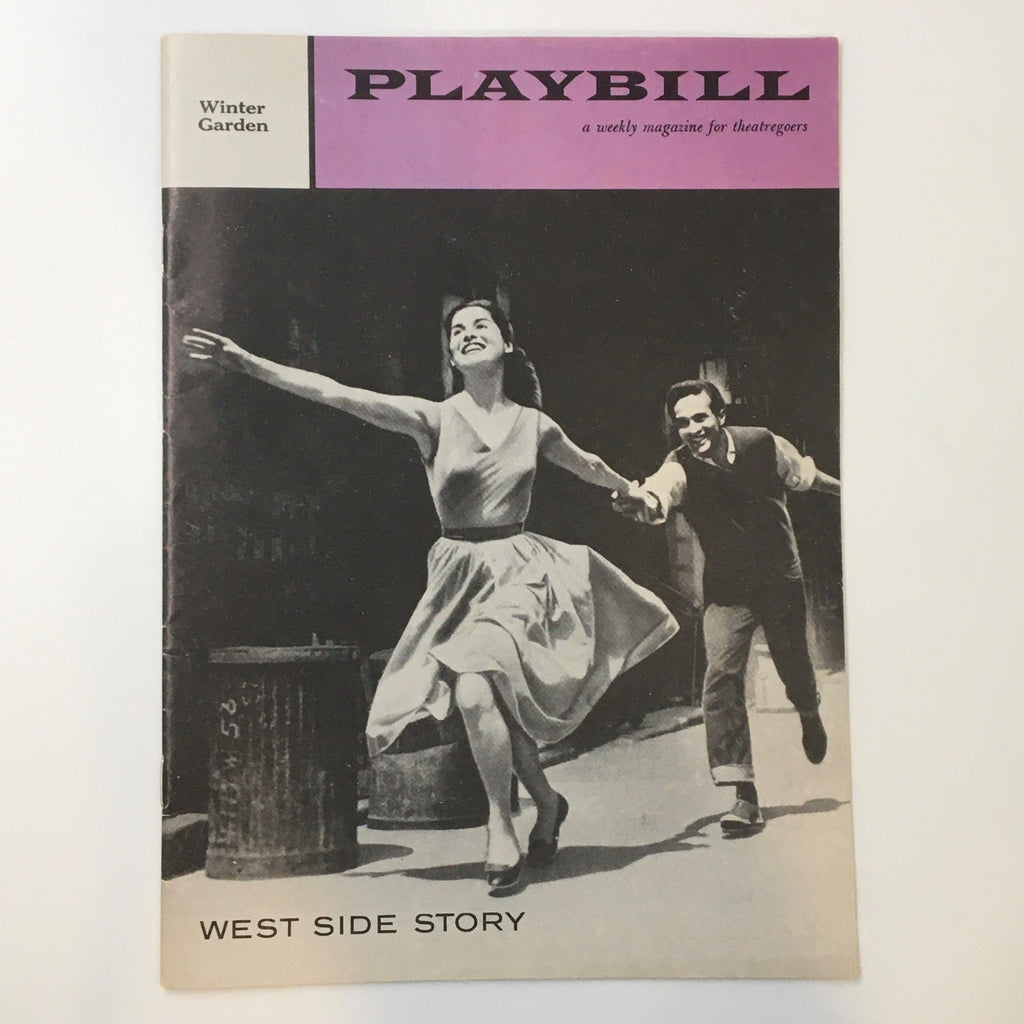 Winter
Garden
PLAYBILL
a weekly magazine for theatregoers
WEST SIDE STORY